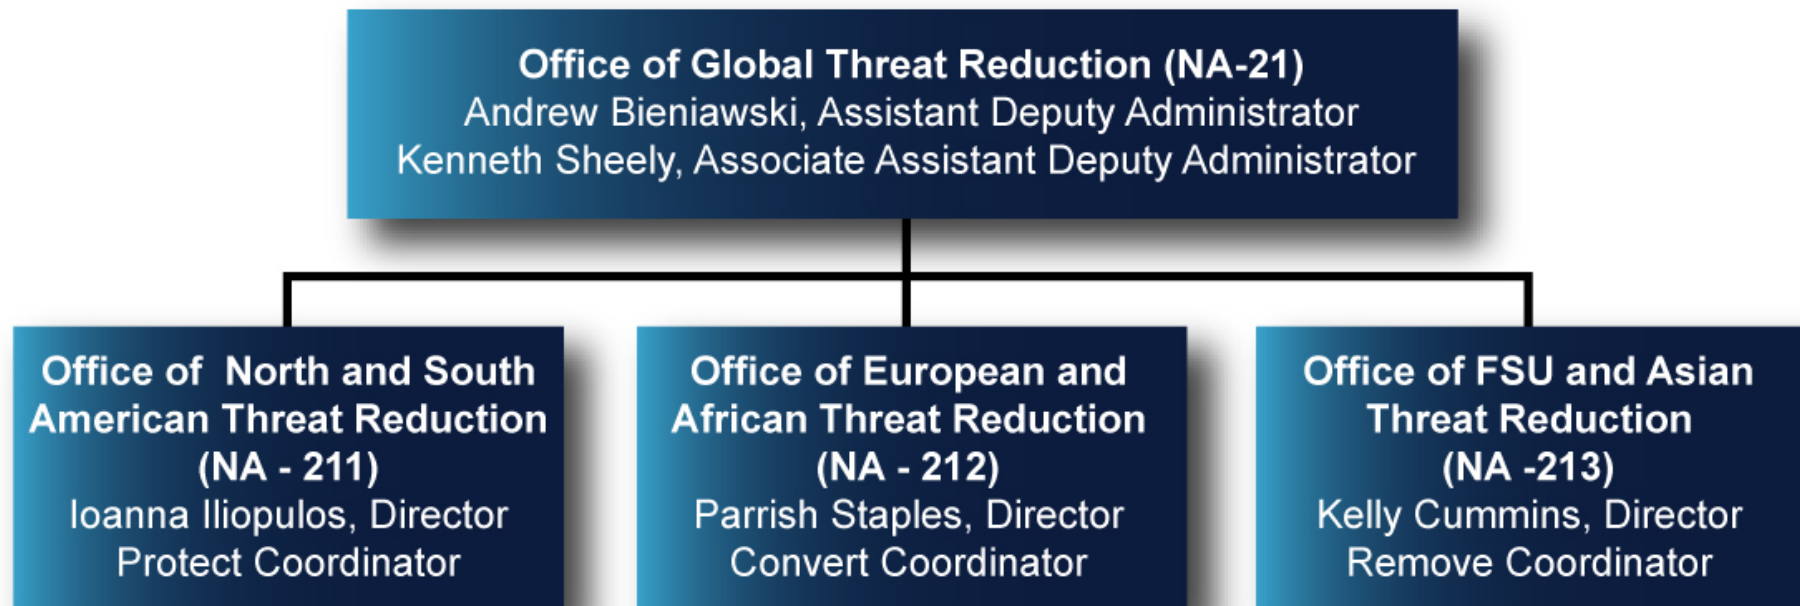 Office of Global Threat Reduction (NA-21)
Andrew Bieniawski, Assistant Deputy Administrator
Kenneth Sheely, Associate Assistant Deputy Administrator
Office of  North and South
American Threat Reduction
(NA - 211)
Ioanna Iliopulos, Director
Protect Coordinator
Office of European and
African Threat Reduction
(NA - 212)
Parrish Staples, Director
Convert Coordinator
Office of FSU and Asian
Threat Reduction
(NA -213)
Kelly Cummins, Director
Remove Coordinator